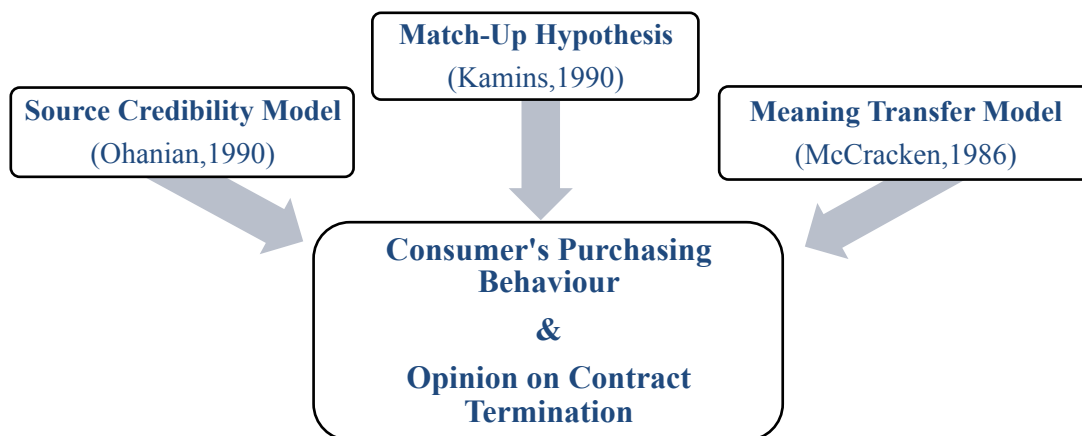 Match-Up Hypothesis
(Kamins,1990)
Source Credibility Model
(Ohanian,1990)
Meaning Transfer Model
(McCracken,1986)
Consumer's Purchasing
Behaviour
&
Opinion on Contract
Termination